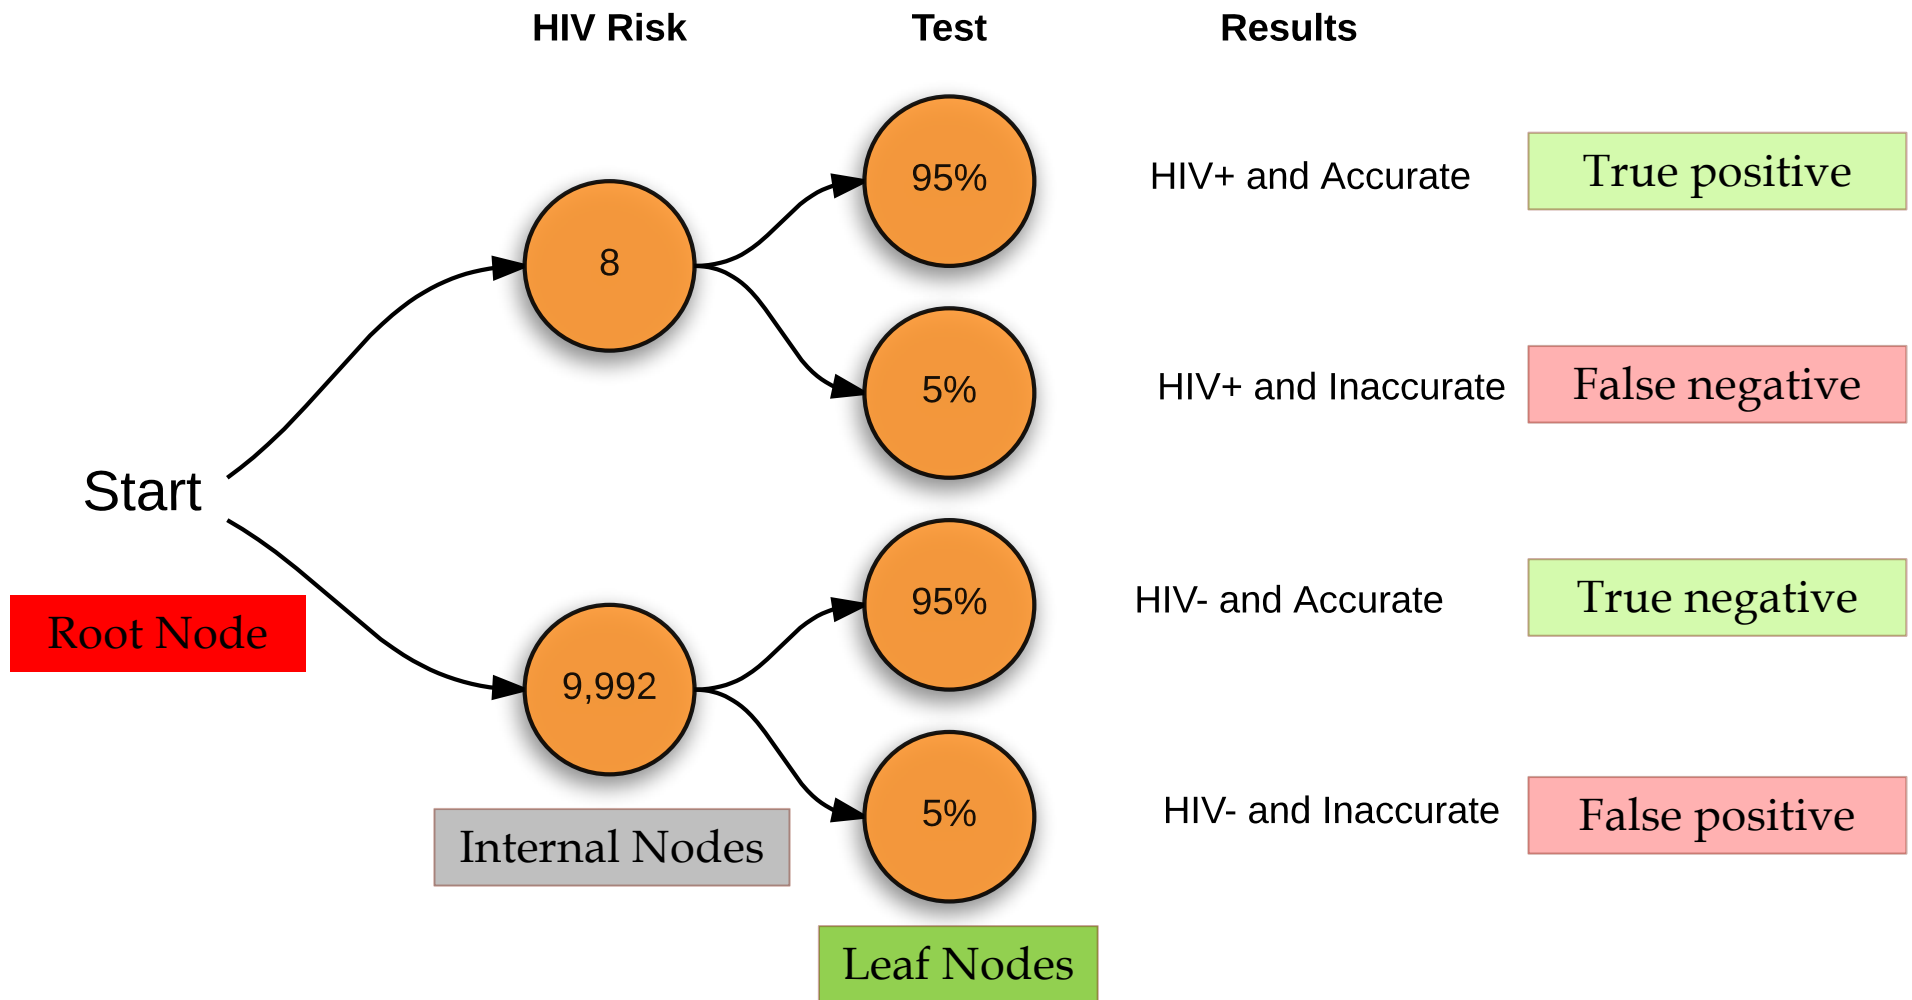 HIV Risk Test Results
95% HIV+ and Accurate True positive
8
5% HIV+ and Inaccurate False negative
Start
95% HIV- and Accurate True negative
Root Node
9,992
5% HIV- and Inaccurate False positive
Internal Nodes
Leaf Nodes